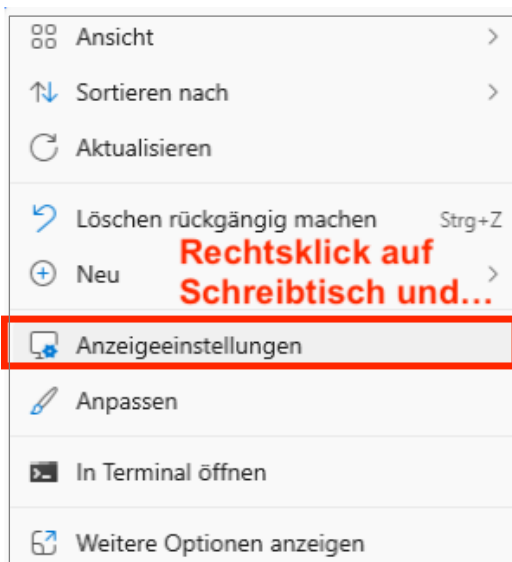 Ansicht
Sortieren nach
Aktualisieren
Löschen rückgängig machen Strg+Z
Rechtsklick auf
Neu
Schreibtisch und...
Anzeigeeinstellungen
Anpassen
In Terminal öffnen
Weitere Optionen anzeigen